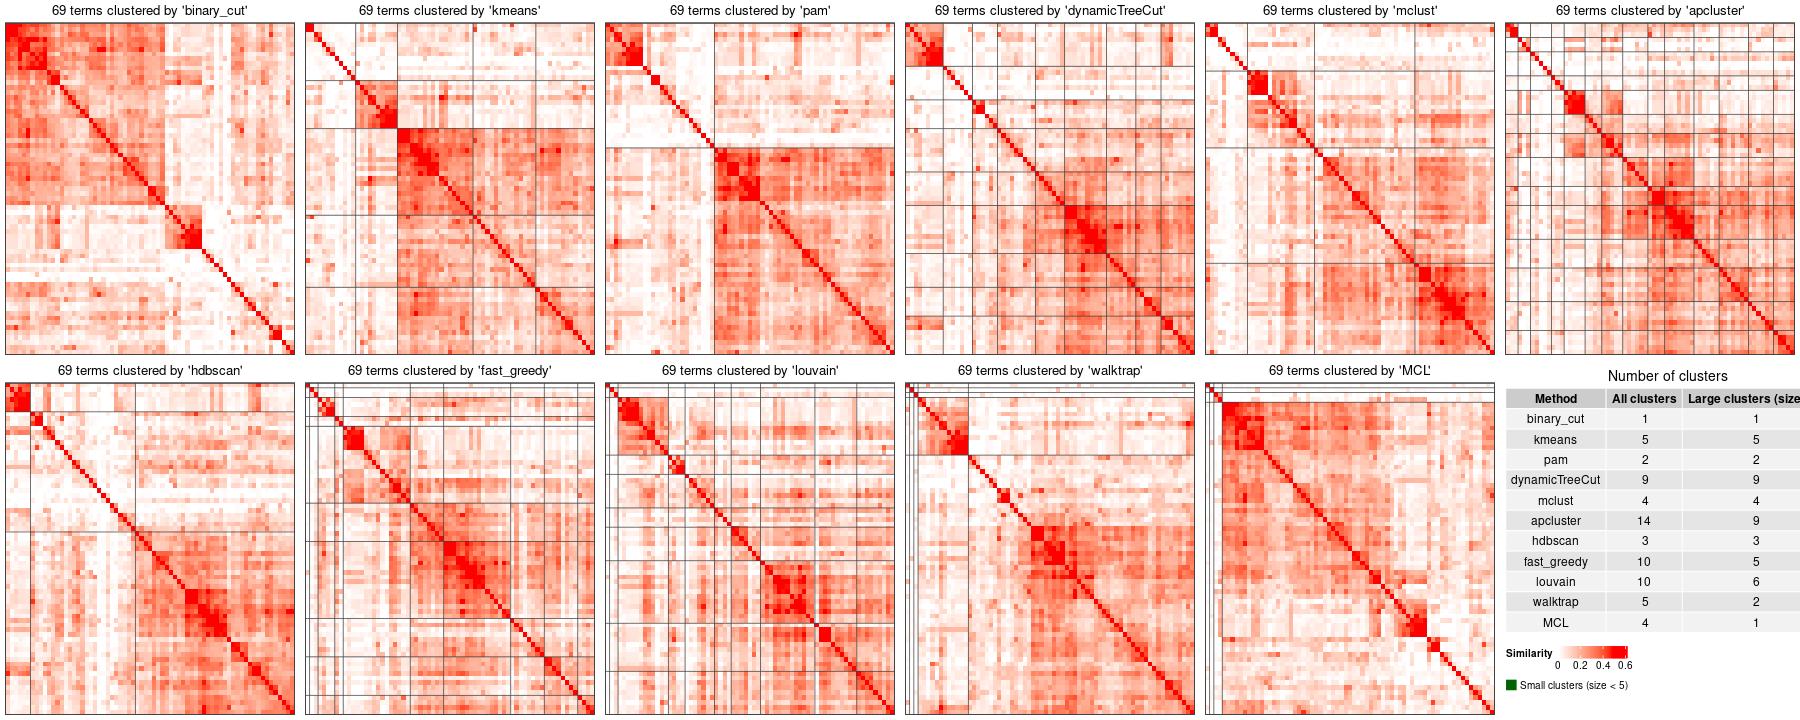 69 terms clustered by 'binary_cut'
69 terms clustered by 'kmeans'
69 terms clustered by 'pam'
69 terms clustered by 'dynamicTreeCut'
69 terms clustered by 'mclust'
69 terms clustered by 'apcluster'
69 terms clustered by 'hdbscan'
69 terms clustered by 'fast_greedy'
69 terms clustered by 'louvain'
69 terms clustered by 'walktrap'
69 terms clustered by 'MCL'
Number of clusters
Method All clusters Large clusters (size
binary_cut 1 1
kmeans 5 5
pam 2 2
dynamicTreeCut 9 9
mclust 4 4
apcluster 14 9
hdbscan 3 3
fast_greedy 10 5
louvain 10 6
walktrap 5 2
MCL 4 1
Similarity
0 0.2 0.4 0.6
Small clusters (size < 5)